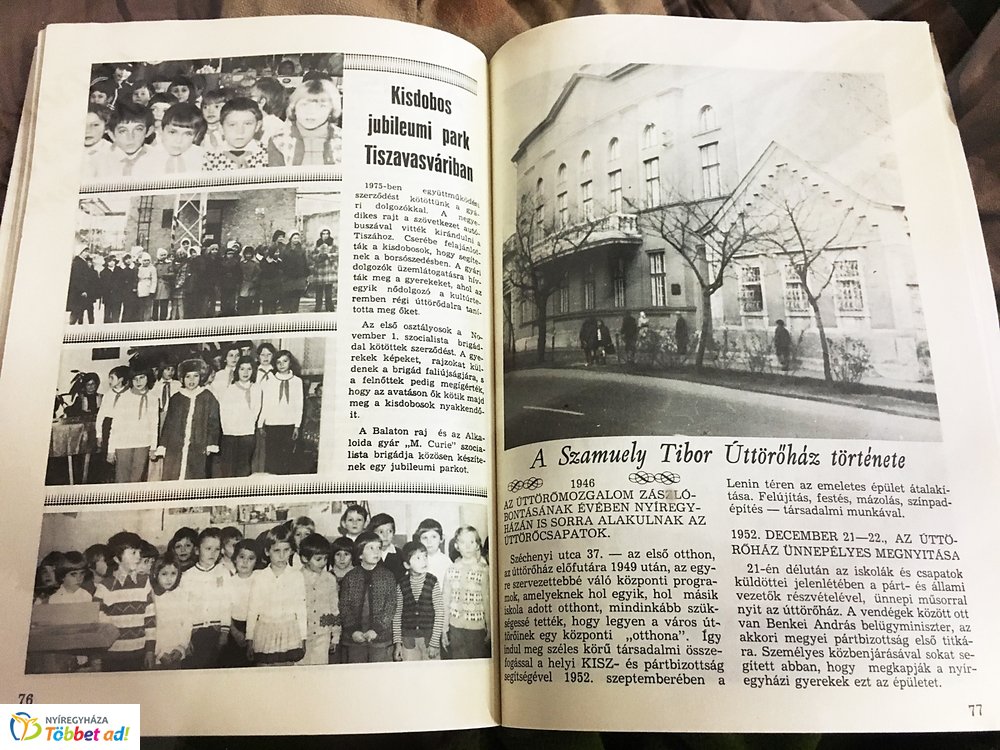 Kisdobos
jubileumi park
Tiszavasváriban
1975-ben együttműködési
szerződést kötöttünk a gyá-
ri dolgozókkal. A negye-
dikes rajt a szövetkezet autó-
buszával vitték kirándulni a
Tiszához. Cserébe felajánlot-
ták a kisdobosok, hogy segíte-
nek a borsószedésben. A gyári
dolgozók üzemlátogatásra hív-
ták meg a gyerekeket, ahol az
egyik nődolgozó a kultúrte-
remben régi úttörődalra taní-
totta meg őket.
Az első osztályosok a No-
vember 1. szocialista brigád-
dal kötöttek szerződést. A gye-
rekek képeket, rajzokat kül-
denek a brigád faliújságjára, s
a felnőttek pedig megígérték,
hogy az avatáson ők kötik majd
meg a kisdobosok nyakkendő-
it.
A Balaton raj és az Alka-
loida gyár „M. Curie” szocia-
lista brigádja közösen készíte-
nek egy jubileumi parkot.
76
A Szamuely Tibor Úttörőház története
1946
AZ ÚTTÖRŐMOZGALOM ZÁSZLÓ-
BONTÁSÁNAK ÉVÉBEN NYÍREGY-
HÁZÁN IS SORRA ALAKULNAK AZ
ÚTTÖRŐCSAPATOK.
Széchenyi utca 37. — az első otthon,
az úttörőház előfutára 1949 után, az egy-
re szervezettebbé váló központi progra-
mok, amelyeknek hol egyik, hol másik
iskola adott otthont, mindinkább szük-
ségessé tették, hogy legyen a város út-
törőinek egy központi „otthona”. Így
indul meg széles körű társadalmi össze-
fogással a helyi KISZ- és pártbizottság
segítségével 1952. szeptemberében a
Lenin téren az emeletes épület átalakí-
tása. Felújítás, festés, mázolás, színpad-
építés — társadalmi munkával.
1952. DECEMBER 21—22., AZ ÚTTÖ-
RŐHÁZ ÜNNEPÉLYES MEGNYITÁSA
21-én délután az iskolák és csapatok
küldöttei jelenlétében a párt- és állami
vezetők részvételével, ünnepi műsorral
nyit az úttörőház. A vendégek között ott
van Benkei András belügyminiszter, az
akkori megyei pártbizottság első titká-
ra. Személyes közbenjárásával sokat se-
gített abban, hogy megkapják a nyír-
egyházi gyerekek ezt az épületet.
77
NYÍREGYHÁZA
Többet ad!